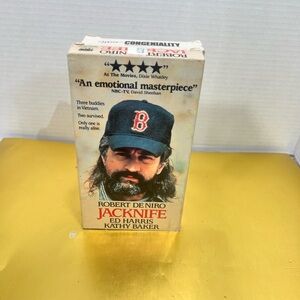 CONGENIALITY
"★★★★"
At The Movies, Dixie Whatley
"An emotional masterpiece"
NBC-TV, David Sheehan
Three buddies
in Vietnam.
Two survived.
Only one is
really alive.
B
ROBERT DE NIRO
JACKNIFE
ED HARRIS
KATHY BAKER